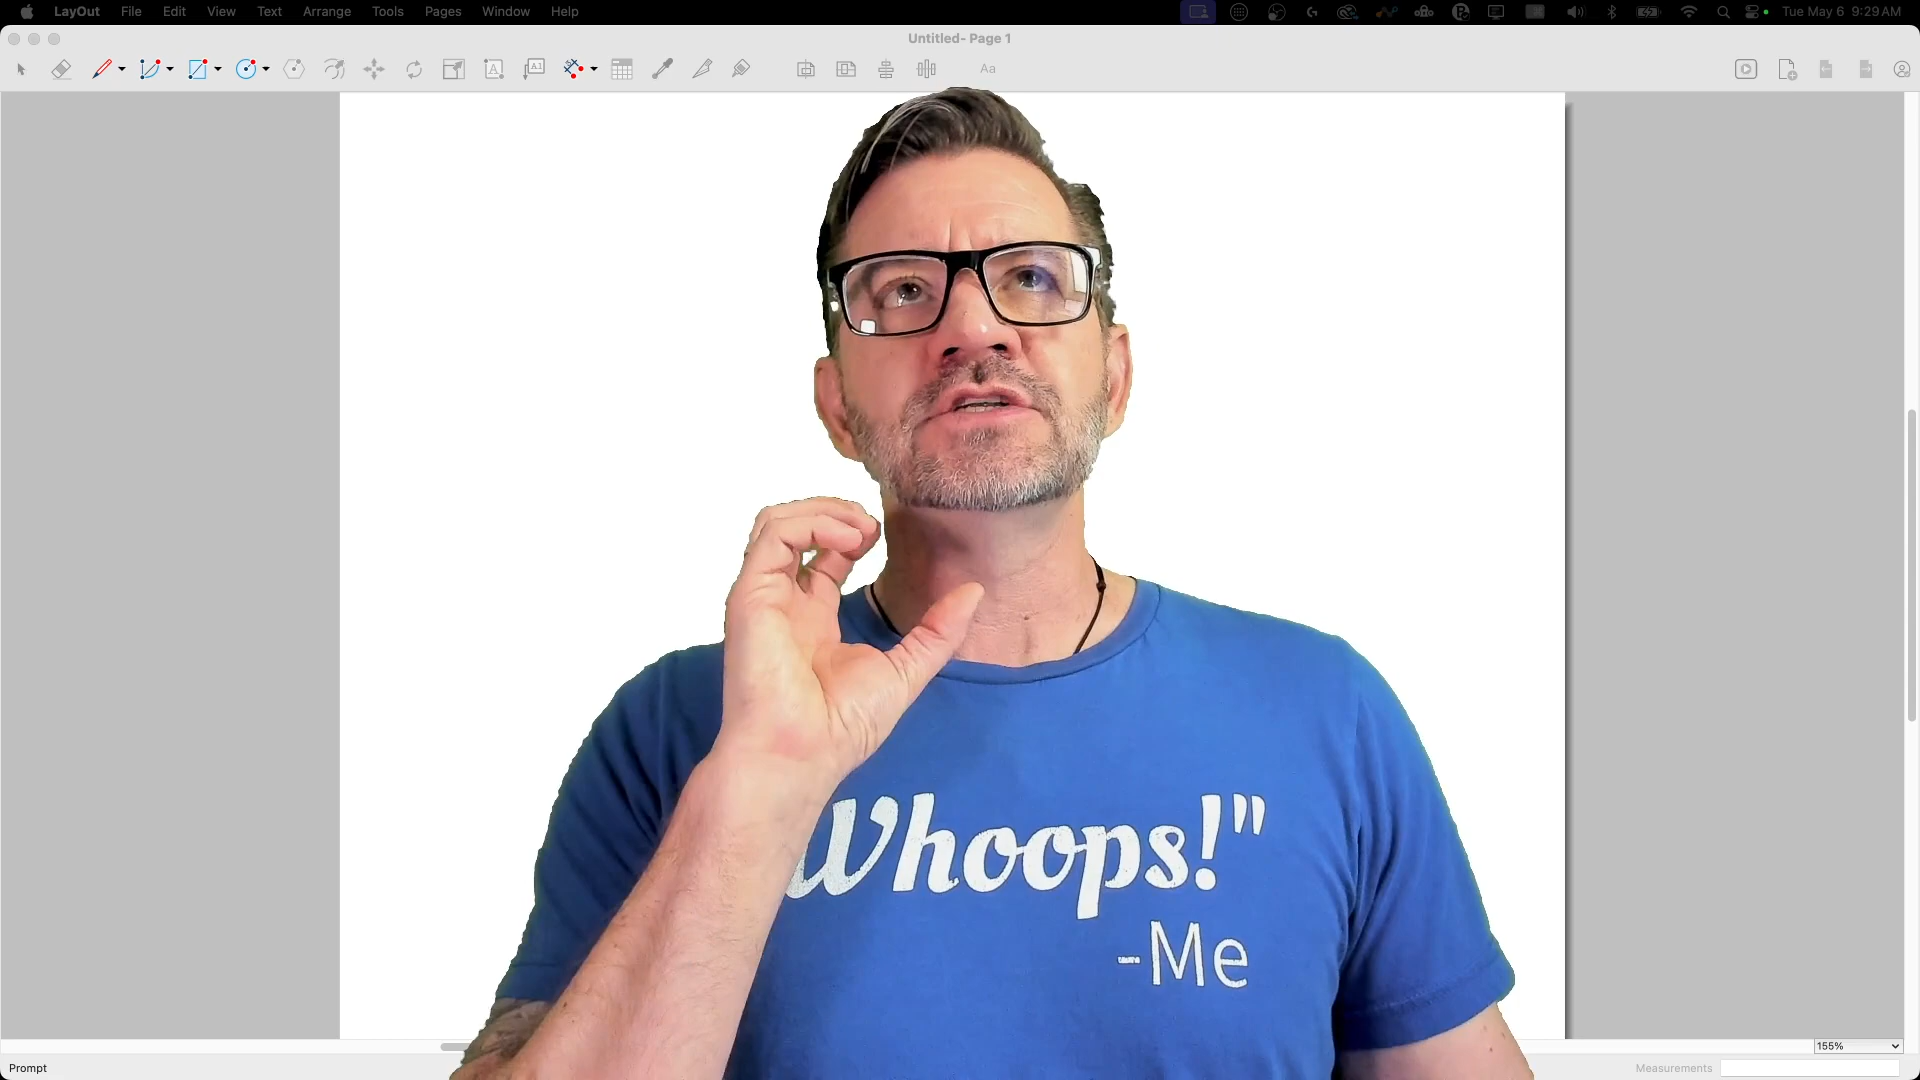 LayOut File Edit View Text Arrange Tools Pages Window Help Tue May 6 9:29 AM
Untitled- Page 1
A1
Aa
Whoops!"
-Me
155%
Prompt
Measurements